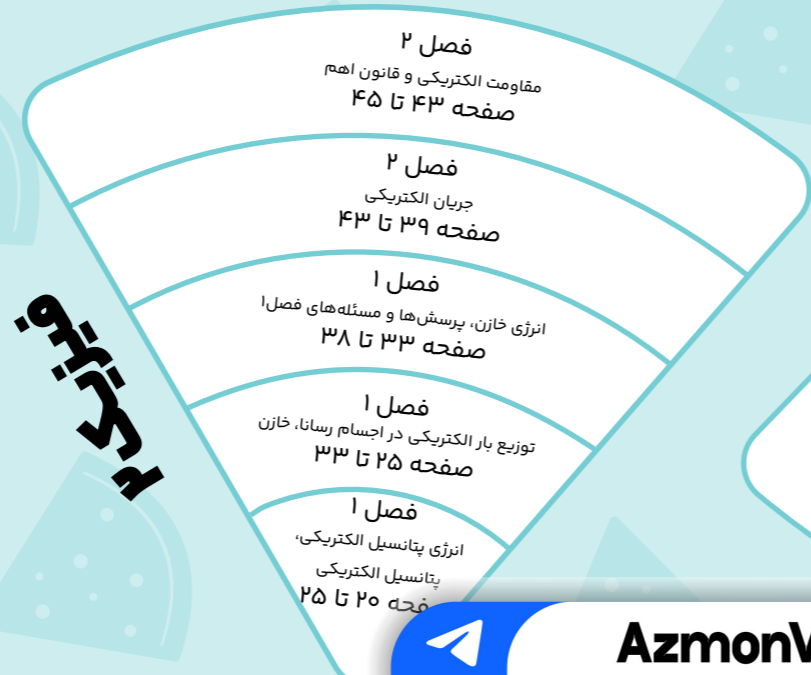 فصل ۲
مقاومت الکتریکی و قانون اهم
صفحه ۴۳ تا ۴۵
فصل ۲
جریان الکتریکی
صفحه ۳۹ تا ۴۳
فصل ۱
انرژی خازن، پرسش‌ها و مسئله‌های فصل۱
صفحه ۳۳ تا ۳۸
فصل ۱
توزیع بار الکتریکی در اجسام رسانا، خازن
صفحه ۲۵ تا ۳۳
فصل ۱
انرژی پتانسیل الکتریکی،
پتانسیل الکتریکی
فحه ۲۰ تا ۲۵
فیزیک ۲
AzmonV